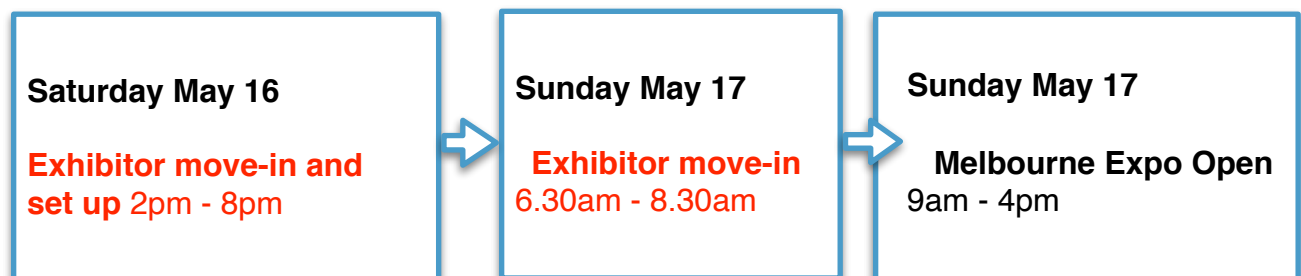 Saturday May 16
Exhibitor move-in and
set up 2pm - 8pm
Sunday May 17
Exhibitor move-in
6.30am - 8.30am
Sunday May 17
Melbourne Expo Open
9am - 4pm